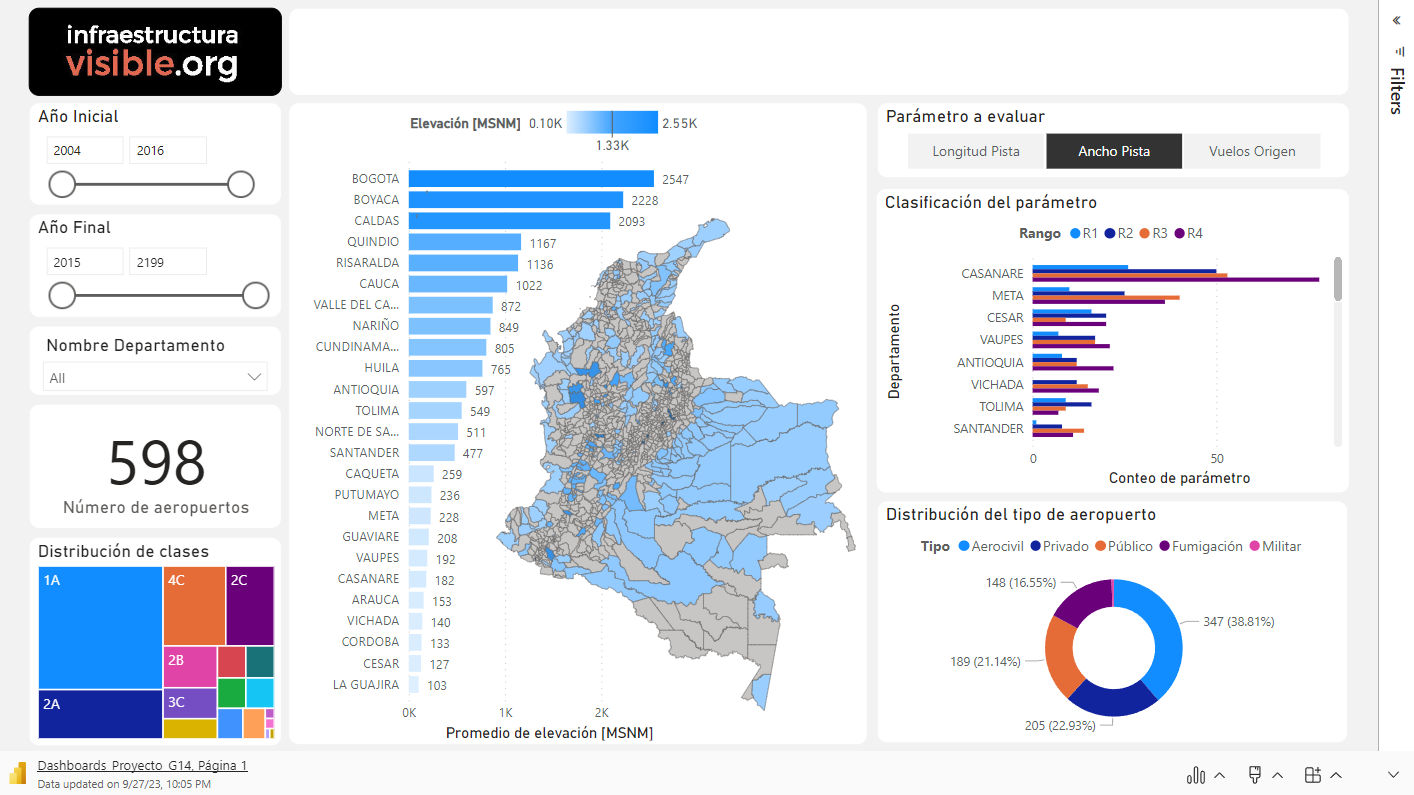 infraestructura
visible.org
Año Inicial
2004 2016
Año Final
2015 2199
Nombre Departamento
All
598
Número de aeropuertos
Distribución de clases
1A
2A
4C
2C
2B
3C
Elevación [MSNM] 0.10K 2.55K
1.33K
BOGOTA 2547
BOYACA 2228
CALDAS 2093
QUINDIO 1167
RISARALDA 1136
CAUCA 1022
VALLE DEL CA... 872
NARIÑO 849
CUNDINAMA... 805
HUILA 765
ANTIOQUIA 597
TOLIMA 549
NORTE DE SA... 511
SANTANDER 477
CAQUETA 259
PUTUMAYO 236
META 228
GUAVIARE 208
VAUPES 192
CASANARE 182
ARAUCA 153
VICHADA 140
CORDOBA 133
CESAR 127
LA GUAJIRA 103
0K 1K 2K
Promedio de elevación [MSNM]
Parámetro a evaluar
Longitud Pista Ancho Pista Vuelos Origen
Clasificación del parámetro
Rango R1 R2 R3 R4
Departamento
CASANARE
META
CESAR
VAUPES
ANTIOQUIA
VICHADA
TOLIMA
SANTANDER
0 50
Conteo de parámetro
Distribución del tipo de aeropuerto
Tipo Aerocivil Privado Público Fumigación Militar
148 (16.55%)
347 (38.81%)
189 (21.14%)
205 (22.93%)
Filters
Dashboards_Proyecto_G14, Página 1
Data updated on 9/27/23, 10:05 PM